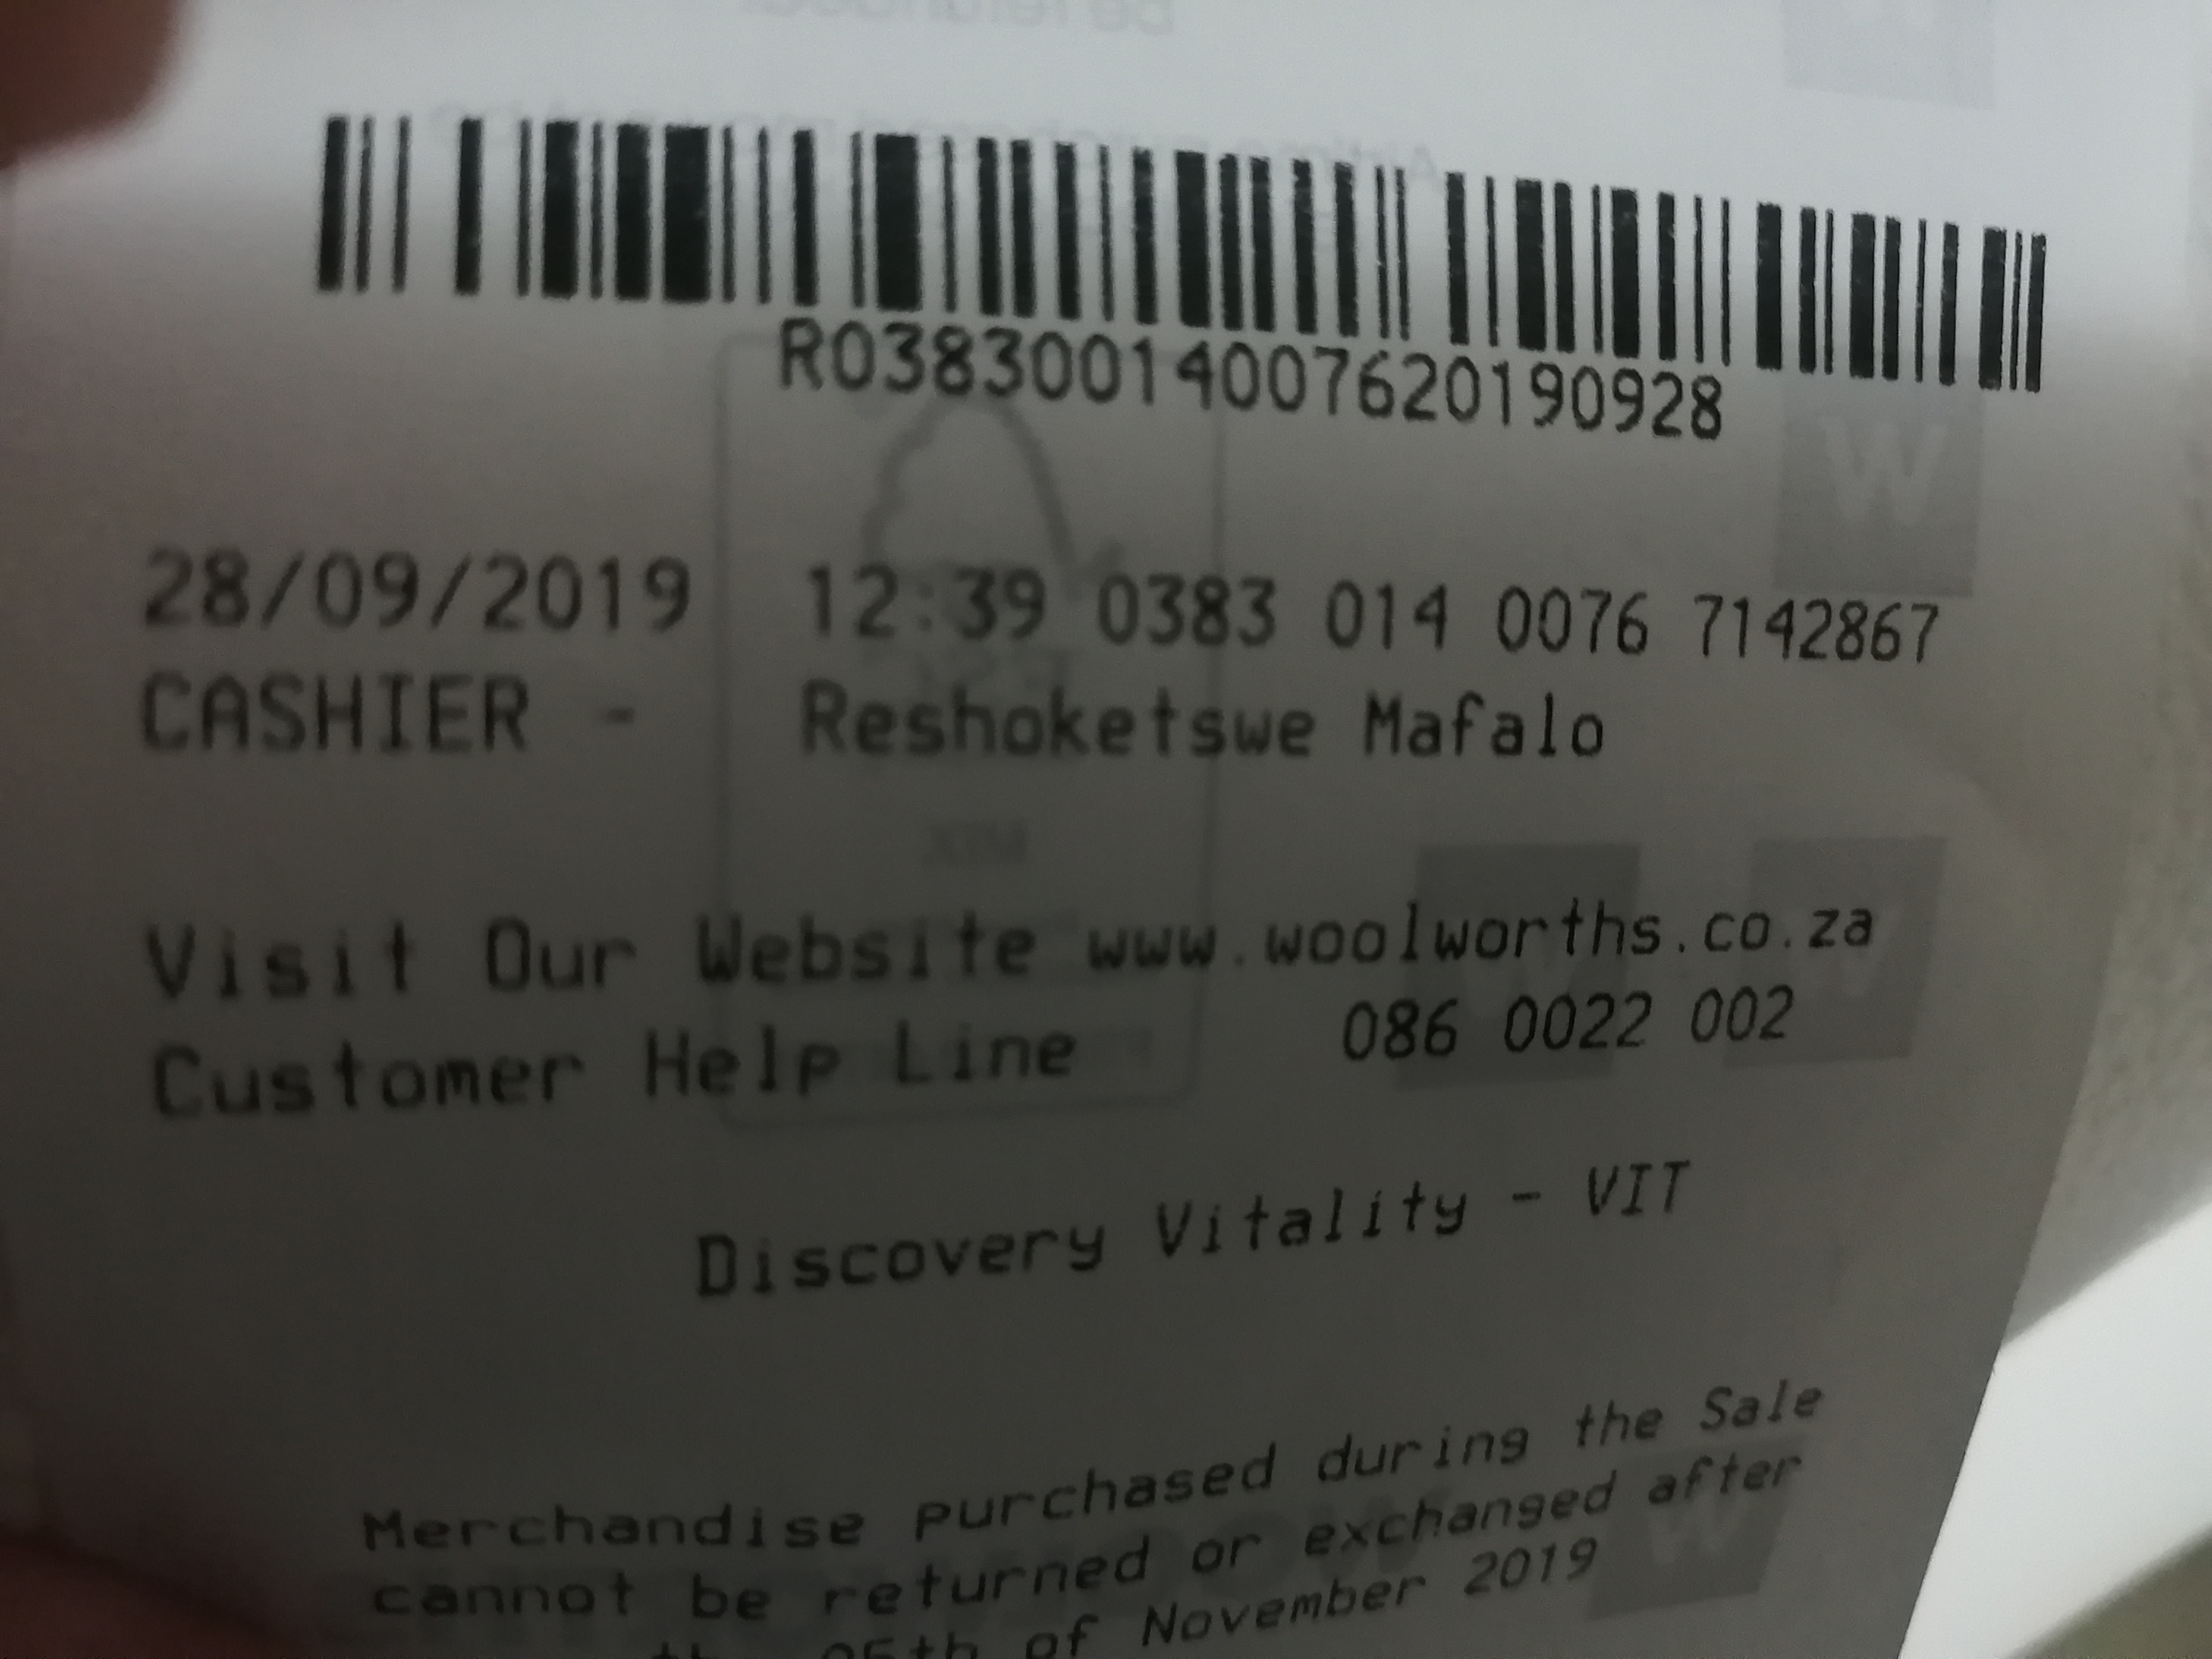 R03830014007620190928
28/09/2019 12:39 0383 014 0076 7142867
CASHIER - Reshoketswe Mafalo
Visit Our Website www.woolworths.co.za
Customer Help Line 086 0022 002
Discovery Vitality - VIT
Merchandise purchased during the Sale
cannot be returned or exchanged after
of November 2019